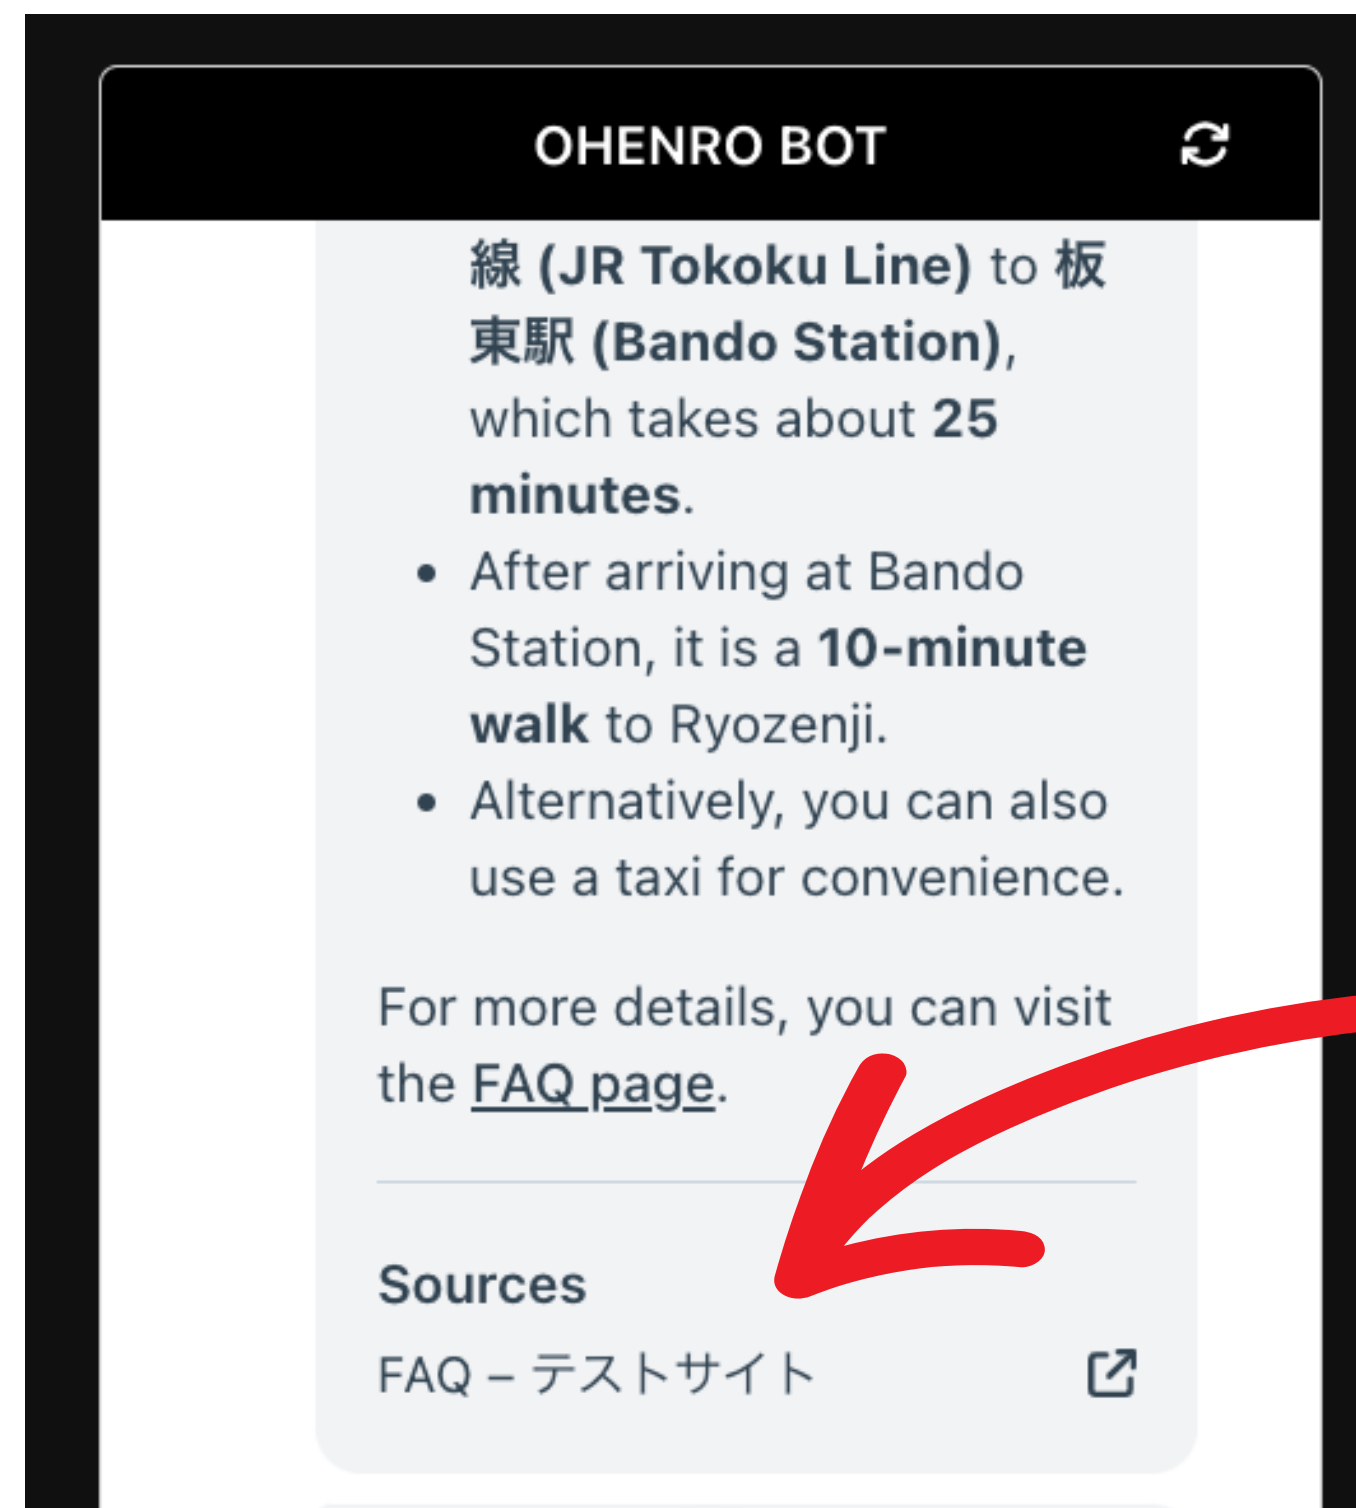 OHENRO BOT
線 (JR Tokoku Line) to 板
東駅 (Bando Station),
which takes about 25
minutes.
• After arriving at Bando
Station, it is a 10-minute
walk to Ryozenji.
• Alternatively, you can also
use a taxi for convenience.
For more details, you can visit
the FAQ page.
Sources
FAQ – テストサイト